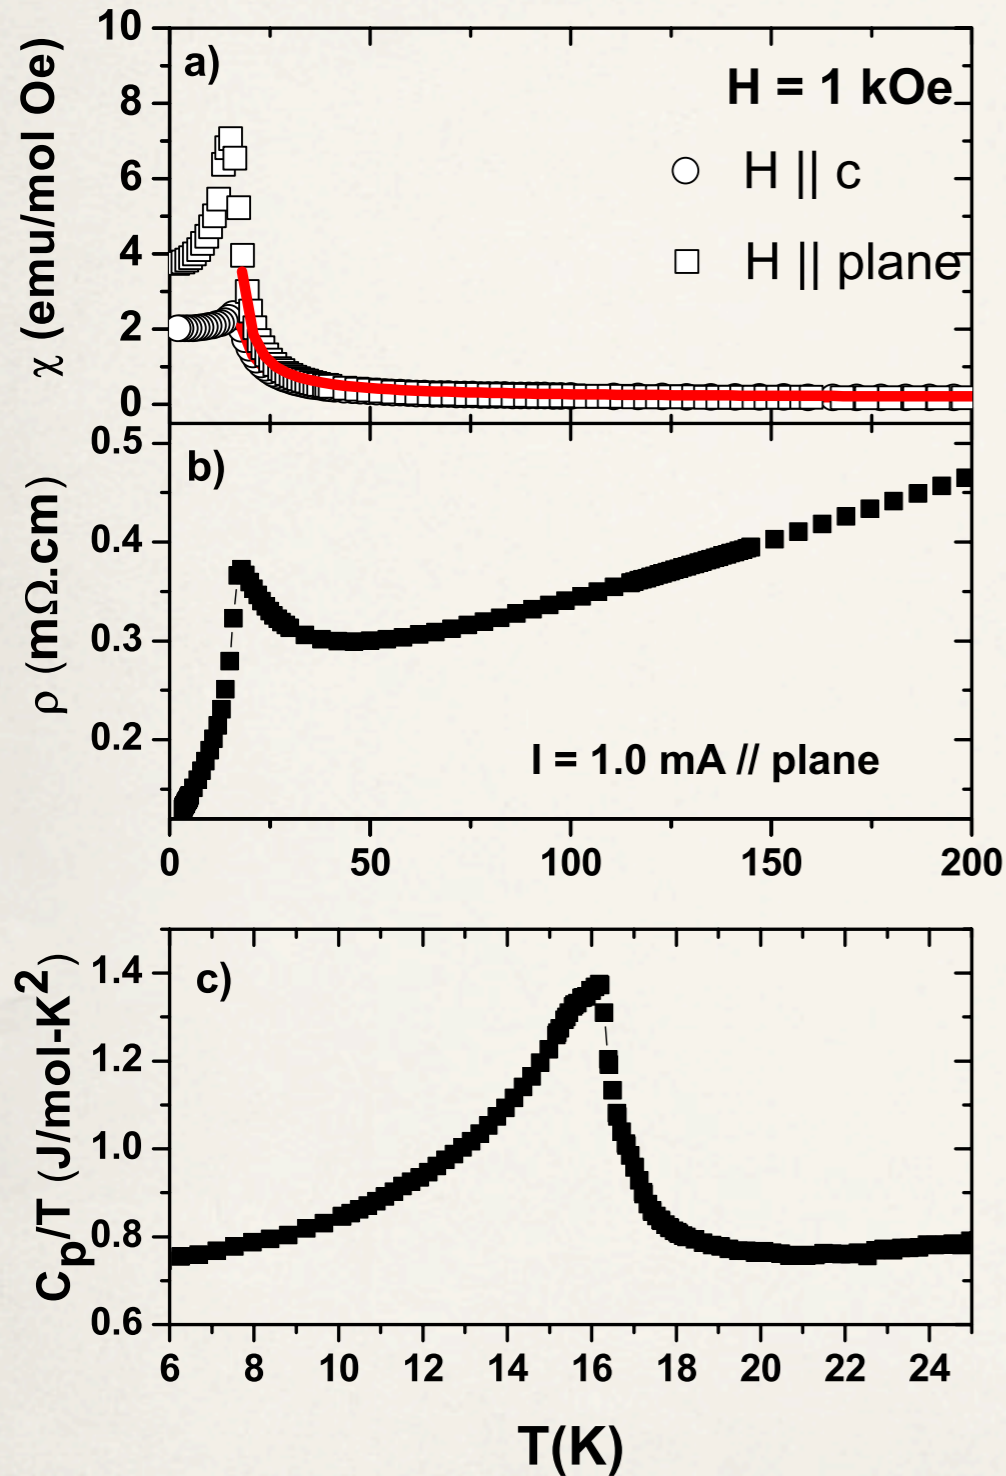 10
8
6
4
2
0
χ (emu/mol Oe)
a)
H = 1 kOe
H || c
H || plane
0.5
0.4
0.3
0.2
ρ (mΩ.cm)
b)
I = 1.0 mA // plane
0 50 100 150 200
1.4
1.2
1.0
0.8
0.6
Cp/T (J/mol-K²)
c)
6 8 10 12 14 16 18 20 22 24
T(K)